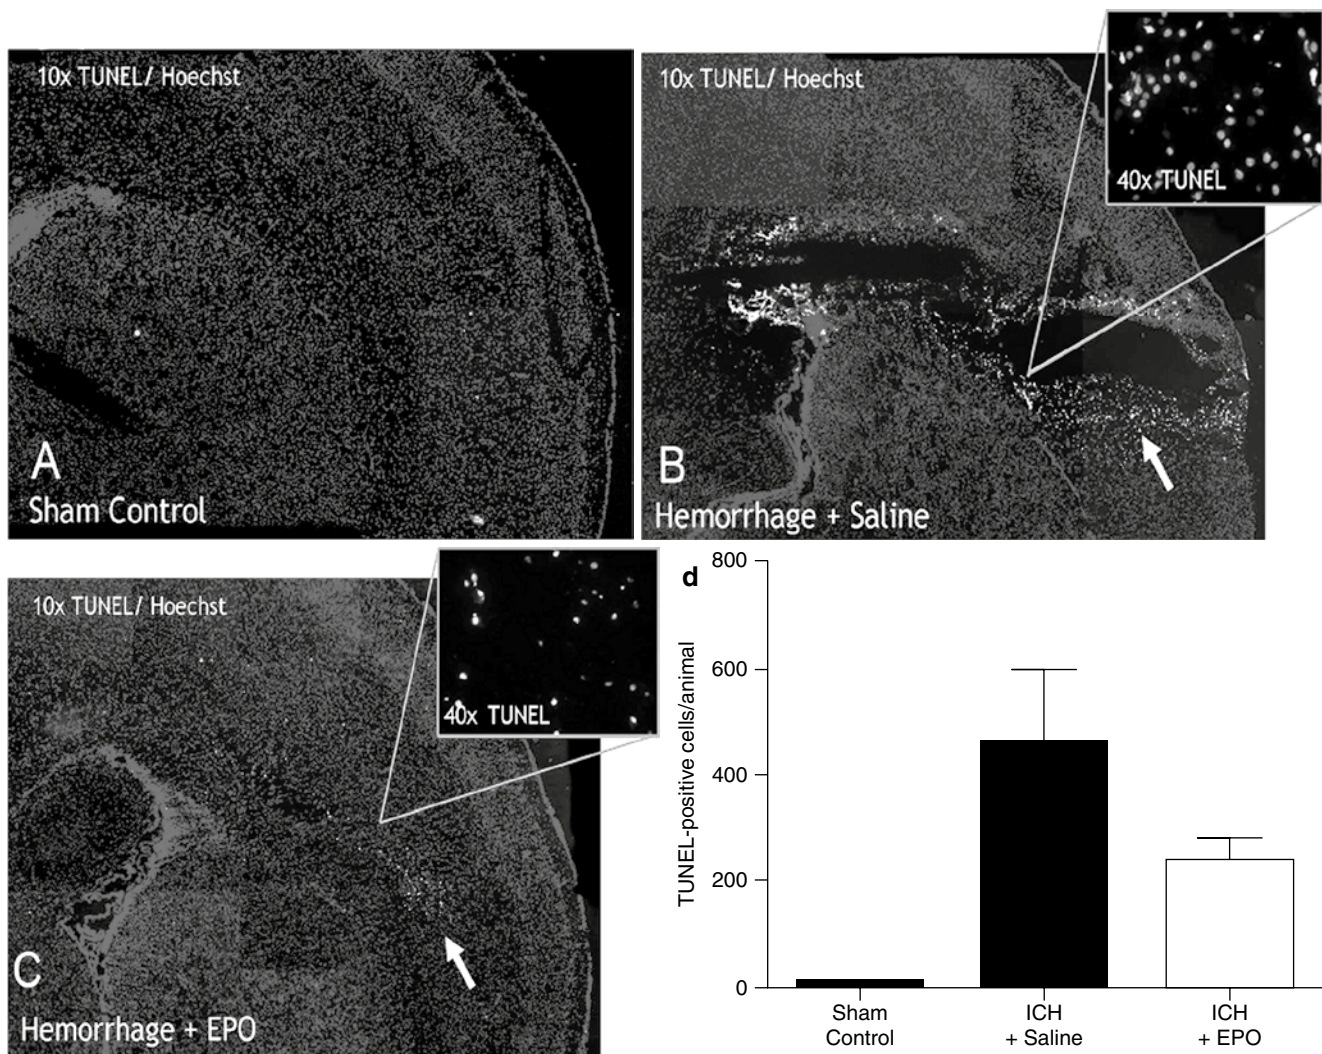 10x TUNEL/ Hoechst
A
Sham Control
10x TUNEL/ Hoechst
40x TUNEL
B
Hemorrhage + Saline
10x TUNEL/ Hoechst
40x TUNEL
C
Hemorrhage + EPO
d
TUNEL-positive cells/animal
800
600
400
200
0
Sham
Control
ICH
+ Saline
ICH
+ EPO